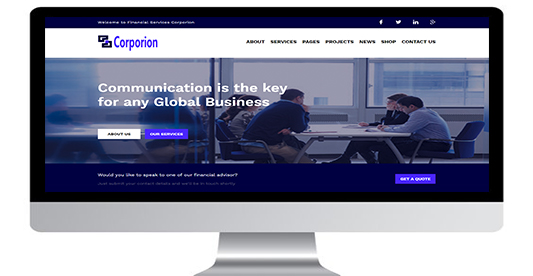 Welcome to Financial Services Corporion
Corporion
ABOUT SERVICES PAGES PROJECTS NEWS SHOP CONTACT US
Communication is the key
for any Global Business
ABOUT US OUR SERVICES
Would you like to speak to one of our financial advisor?
Just submit your contact details and we'll be in touch shortly
GET A QUOTE